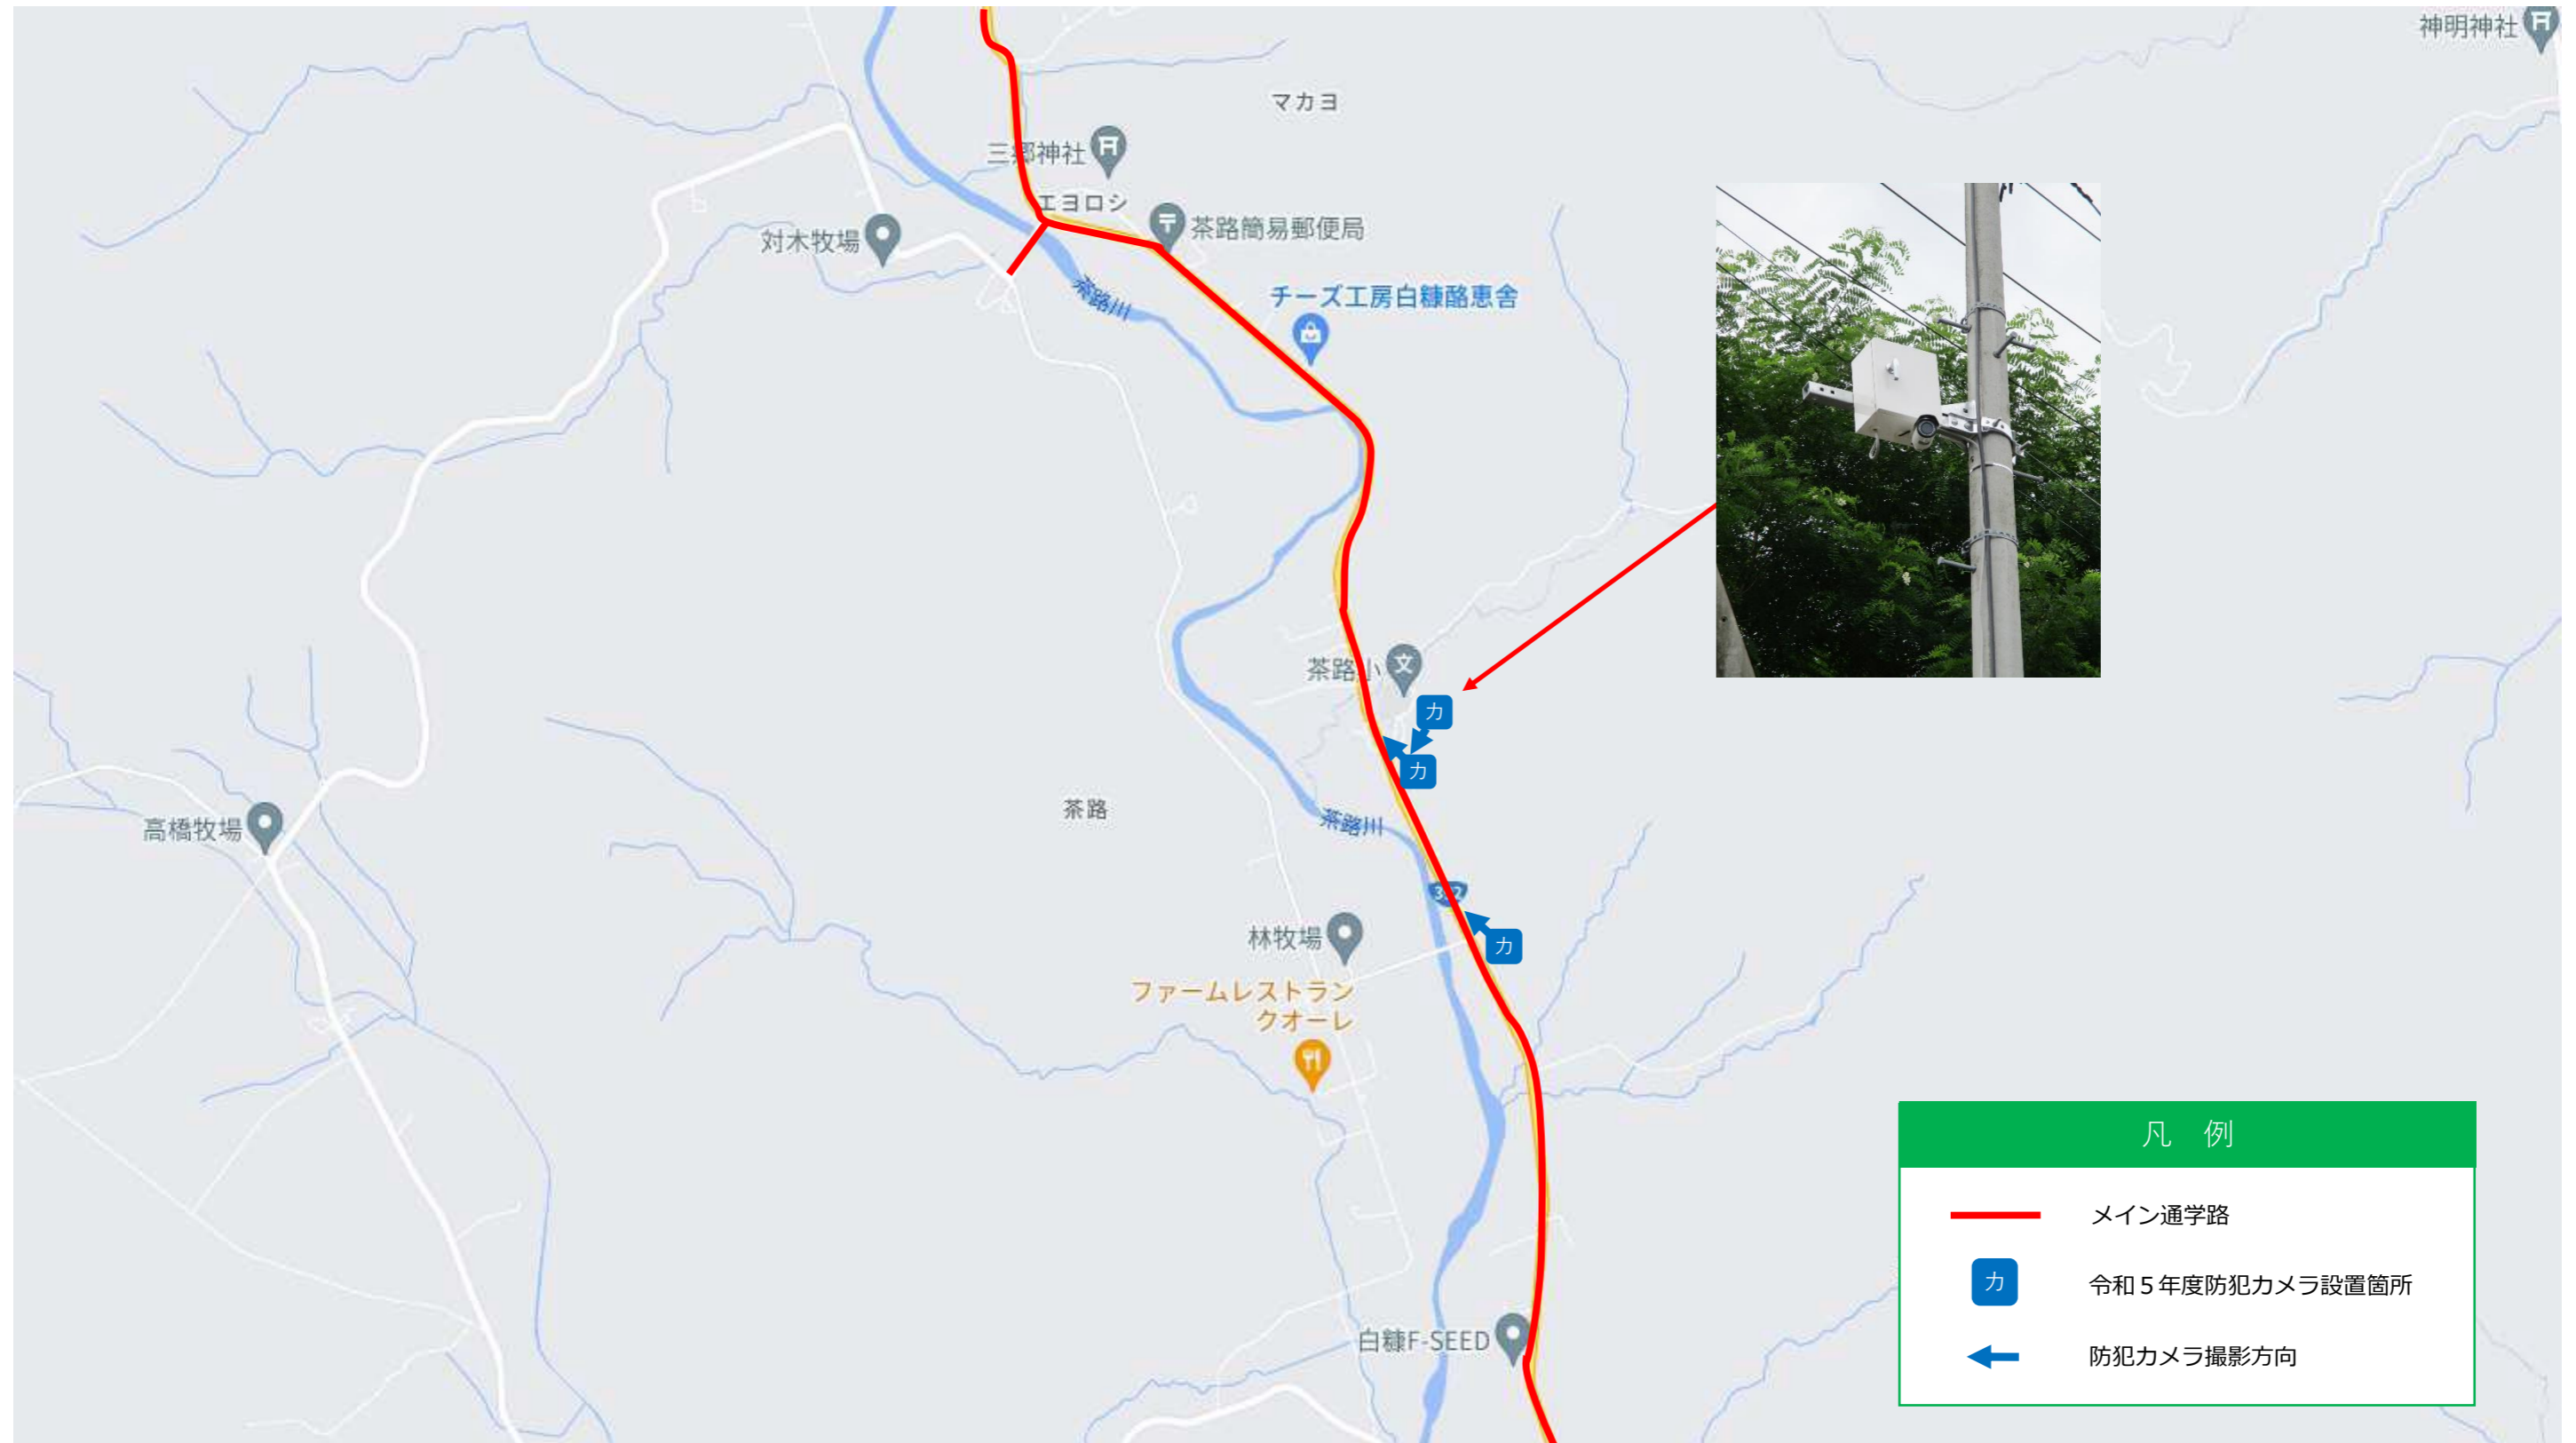 神明神社
マカヨ
三郷神社
エヨロシ
茶路簡易郵便局
対木牧場
茶路川
チーズ工房白糠酪恵舎
茶路小
カ
カ
茶路
茶路川
高橋牧場
392
カ
林牧場
ファームレストラン
クオーレ
白糠F-SEED
凡 例
メイン通学路
カ
令和5年度防犯カメラ設置箇所
防犯カメラ撮影方向